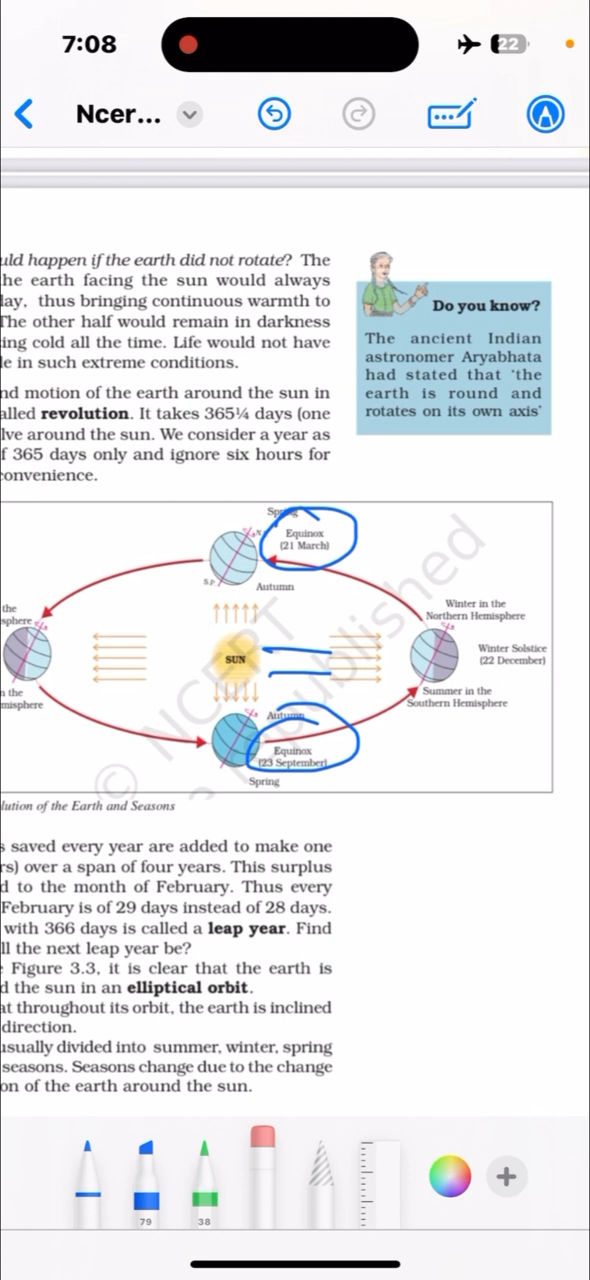 7:08
22
Ncer...
uld happen if the earth did not rotate? The
he earth facing the sun would always
lay, thus bringing continuous warmth to
The other half would remain in darkness
ing cold all the time. Life would not have
le in such extreme conditions.
nd motion of the earth around the sun in
alled revolution. It takes 365¼ days (one
lve around the sun. We consider a year as
f 365 days only and ignore six hours for
convenience.
Do you know?
The ancient Indian
astronomer Aryabhata
had stated that 'the
earth is round and
rotates on its own axis'
Spring
Equinox
(21 March)
S.P
Autumn
the
sphere
Winter in the
Northern Hemisphere
SUN
Winter Solstice
(22 December)
n the
misphere
Summer in the
Southern Hemisphere
Autumn
Equinox
(23 September)
Spring
© NCERT
republished
lution of the Earth and Seasons
s saved every year are added to make one
rs) over a span of four years. This surplus
d to the month of February. Thus every
February is of 29 days instead of 28 days.
with 366 days is called a leap year. Find
ll the next leap year be?
Figure 3.3, it is clear that the earth is
d the sun in an elliptical orbit.
at throughout its orbit, the earth is inclined
direction.
usually divided into summer, winter, spring
seasons. Seasons change due to the change
on of the earth around the sun.
79
38